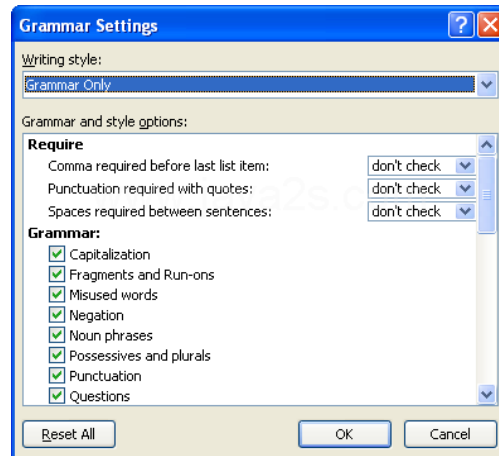 Grammar Settings
Writing style:
Grammar Only
Grammar and style options:
Require
Comma required before last list item: don't check
Punctuation required with quotes: don't check
Spaces required between sentences: don't check
Grammar:
Capitalization
Fragments and Run-ons
Misused words
Negation
Noun phrases
Possessives and plurals
Punctuation
Questions
Reset All OK Cancel